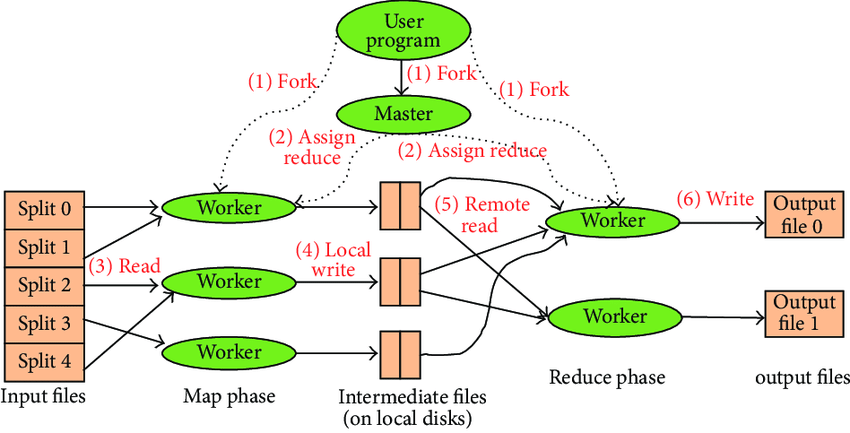 User
program
(1) Fork
(1) Fork
(1) Fork
Master
(2) Assign
reduce
(2) Assign reduce
Split 0
Split 1
Split 2
Split 3
Split 4
(3) Read
Worker
Worker
Worker
(4) Local
write
(5) Remote
read
Worker
Worker
(6) Write
Output
file 0
Output
file 1
Input files
Map phase
Intermediate files
(on local disks)
Reduce phase
output files